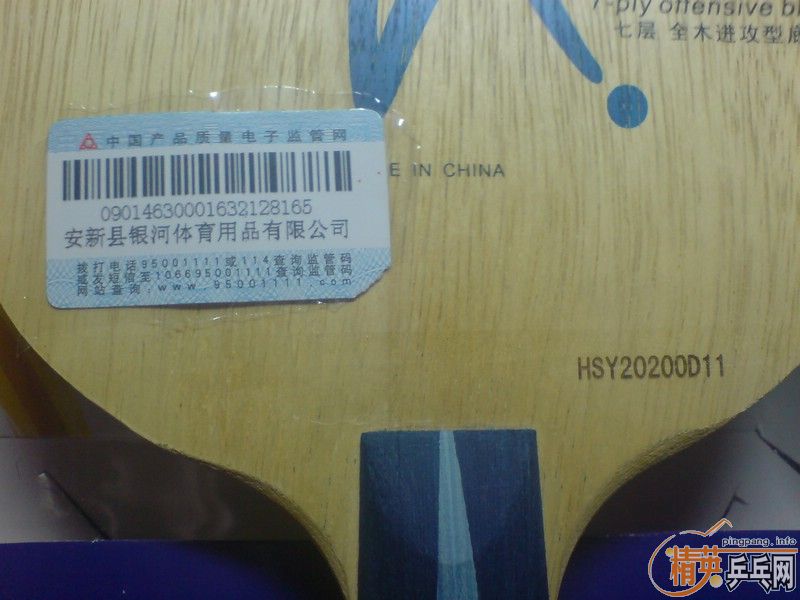 7-ply offensive bl
七层 全木进攻型底
中国产品质量电子监管网
E IN CHINA
09014630001632128165
安新县银河体育用品有限公司
拨打电话95001111或114查询监管码
或发短信至106695001111查询监管码
网站查询:www.95001111.com
HSY20200D11
pingpang.info
精英乒乓网